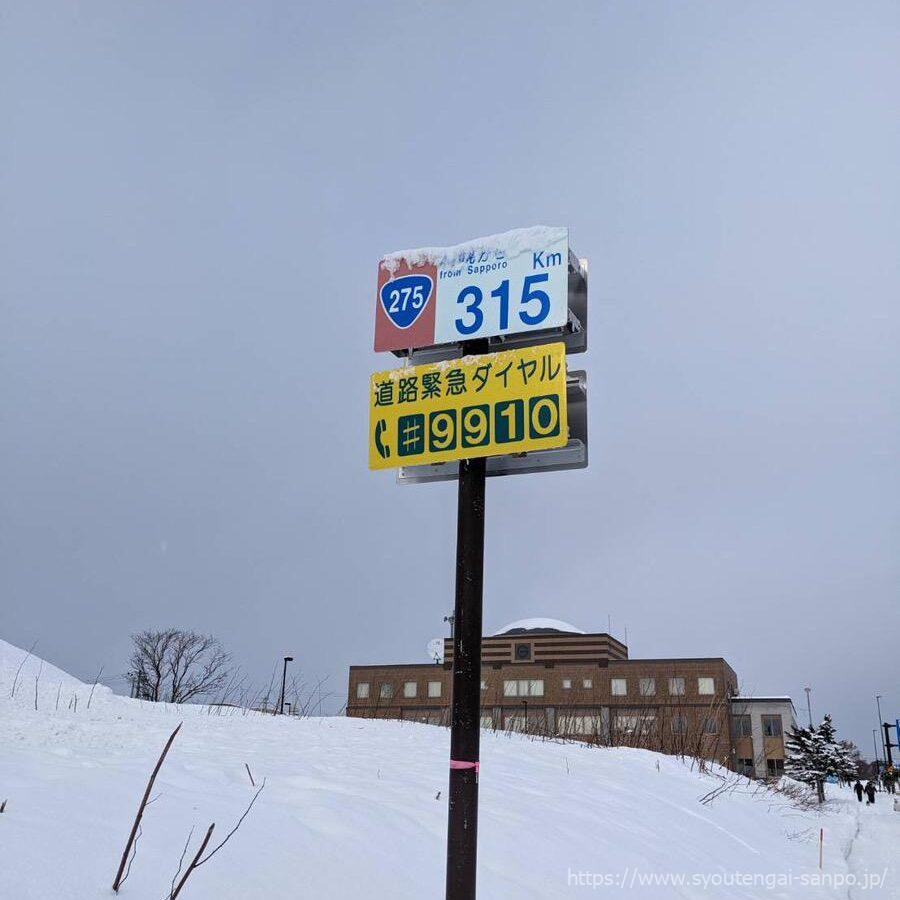 Km
from Sapporo
275
315
道路緊急ダイヤル
#9910
https://www.syoutengai-sanpo.jp/